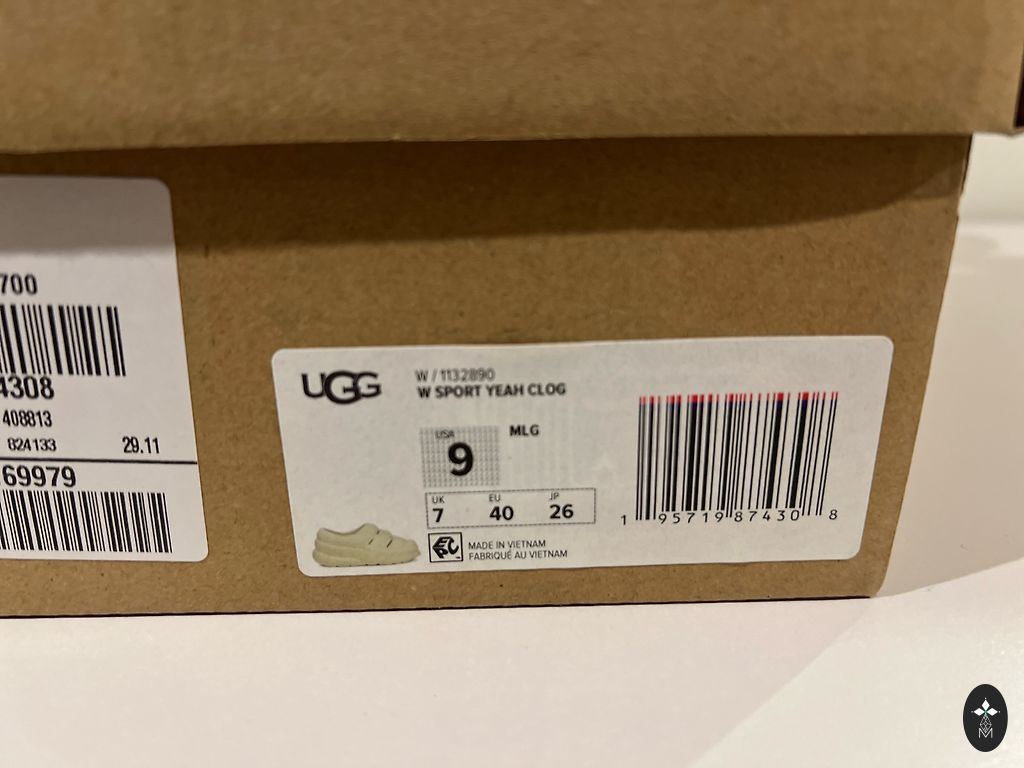 700
4308
408813
824133
29.11
69979
UGG
W / 1132890
W SPORT YEAH CLOG
USA
9
MLG
UK EU JP
7 40 26
MADE IN VIETNAM
FABRIQUÉ AU VIETNAM
1 95719 87430 8
M